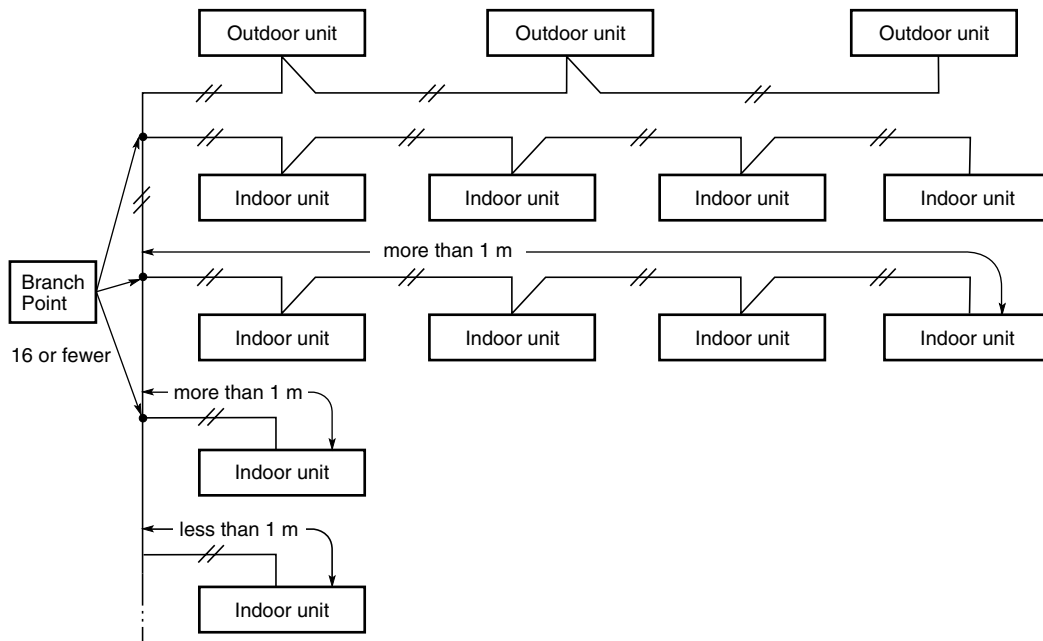 Outdoor unit
Outdoor unit
Outdoor unit
Indoor unit
Indoor unit
Indoor unit
Indoor unit
more than 1 m
Branch
Point
Indoor unit
Indoor unit
Indoor unit
Indoor unit
16 or fewer
more than 1 m
Indoor unit
less than 1 m
Indoor unit